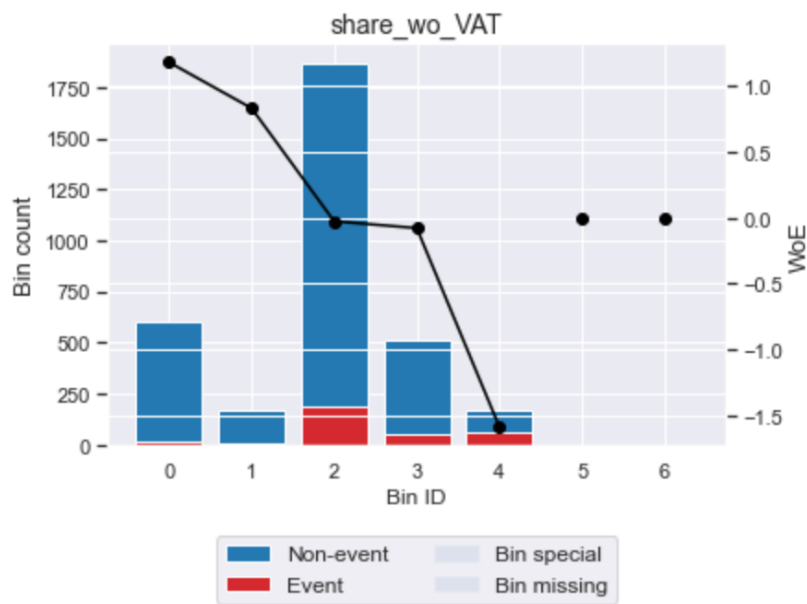 share_wo_VAT
1750
1500
1250
1000
750
500
250
0
Bin count
1.0
0.5
0.0
−0.5
−1.0
−1.5
WoE
0 1 2 3 4 5 6
Bin ID
Non-event Bin special
Event Bin missing